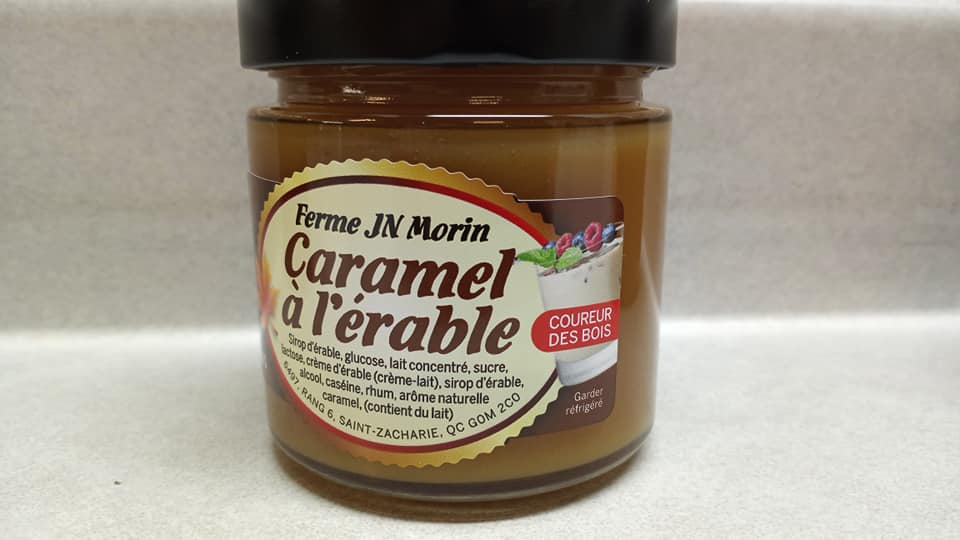 Ferme JN Morin
Caramel
à l'érable
Sirop d'érable, glucose, lait concentré, sucre,
lactose, crème d'érable (crème-lait), sirop d'érable,
alcool, caséine, rhum, arôme naturelle
caramel, (contient du lait)
6497, RANG 6, SAINT-ZACHARIE, QC G0M 2C0
COUREUR
DES BOIS
Garder
réfrigéré